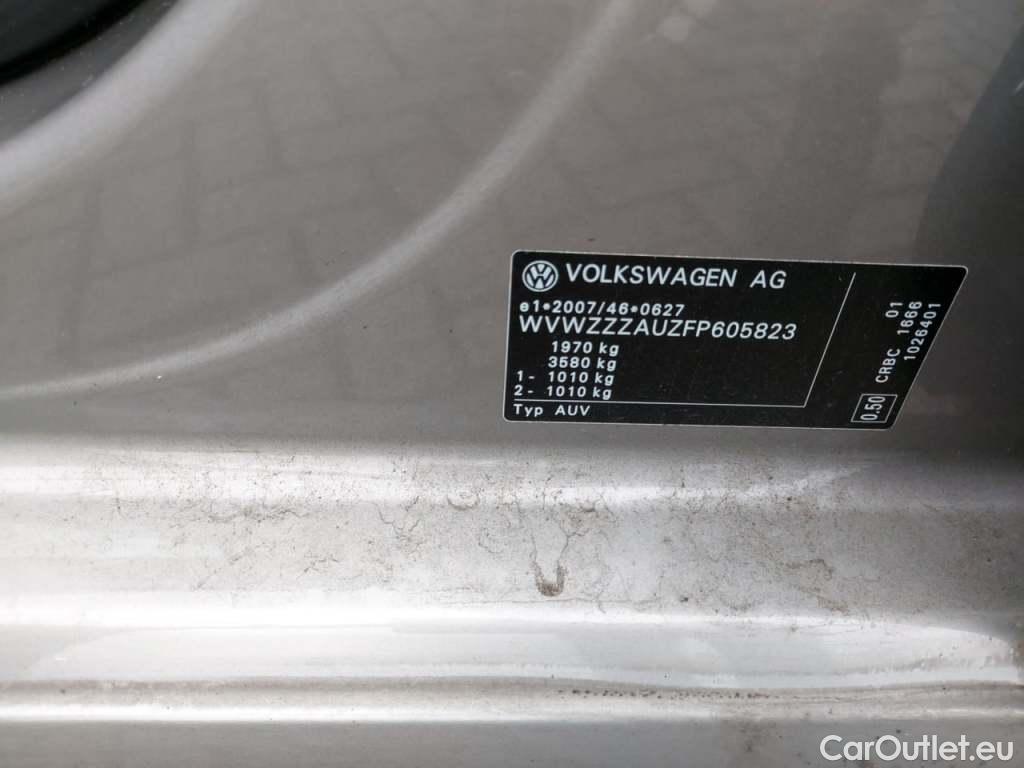 VOLKSWAGEN AG
e1*2007/46*0627
WVWZZZAUZFP605823
1970 kg
3580 kg
1- 1010 kg
2- 1010 kg
Typ AUV
0.50 CRBC 1666 01
1026401
CarOutlet.eu